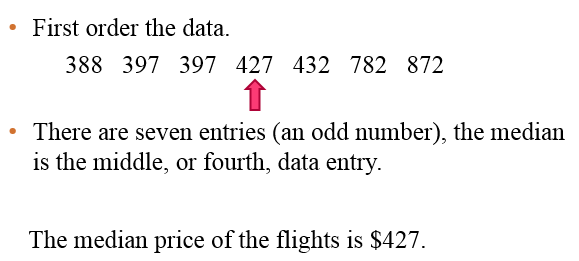 • First order the data.
388 397 397 427 432 782 872
• There are seven entries (an odd number), the median
is the middle, or fourth, data entry.
The median price of the flights is $427.